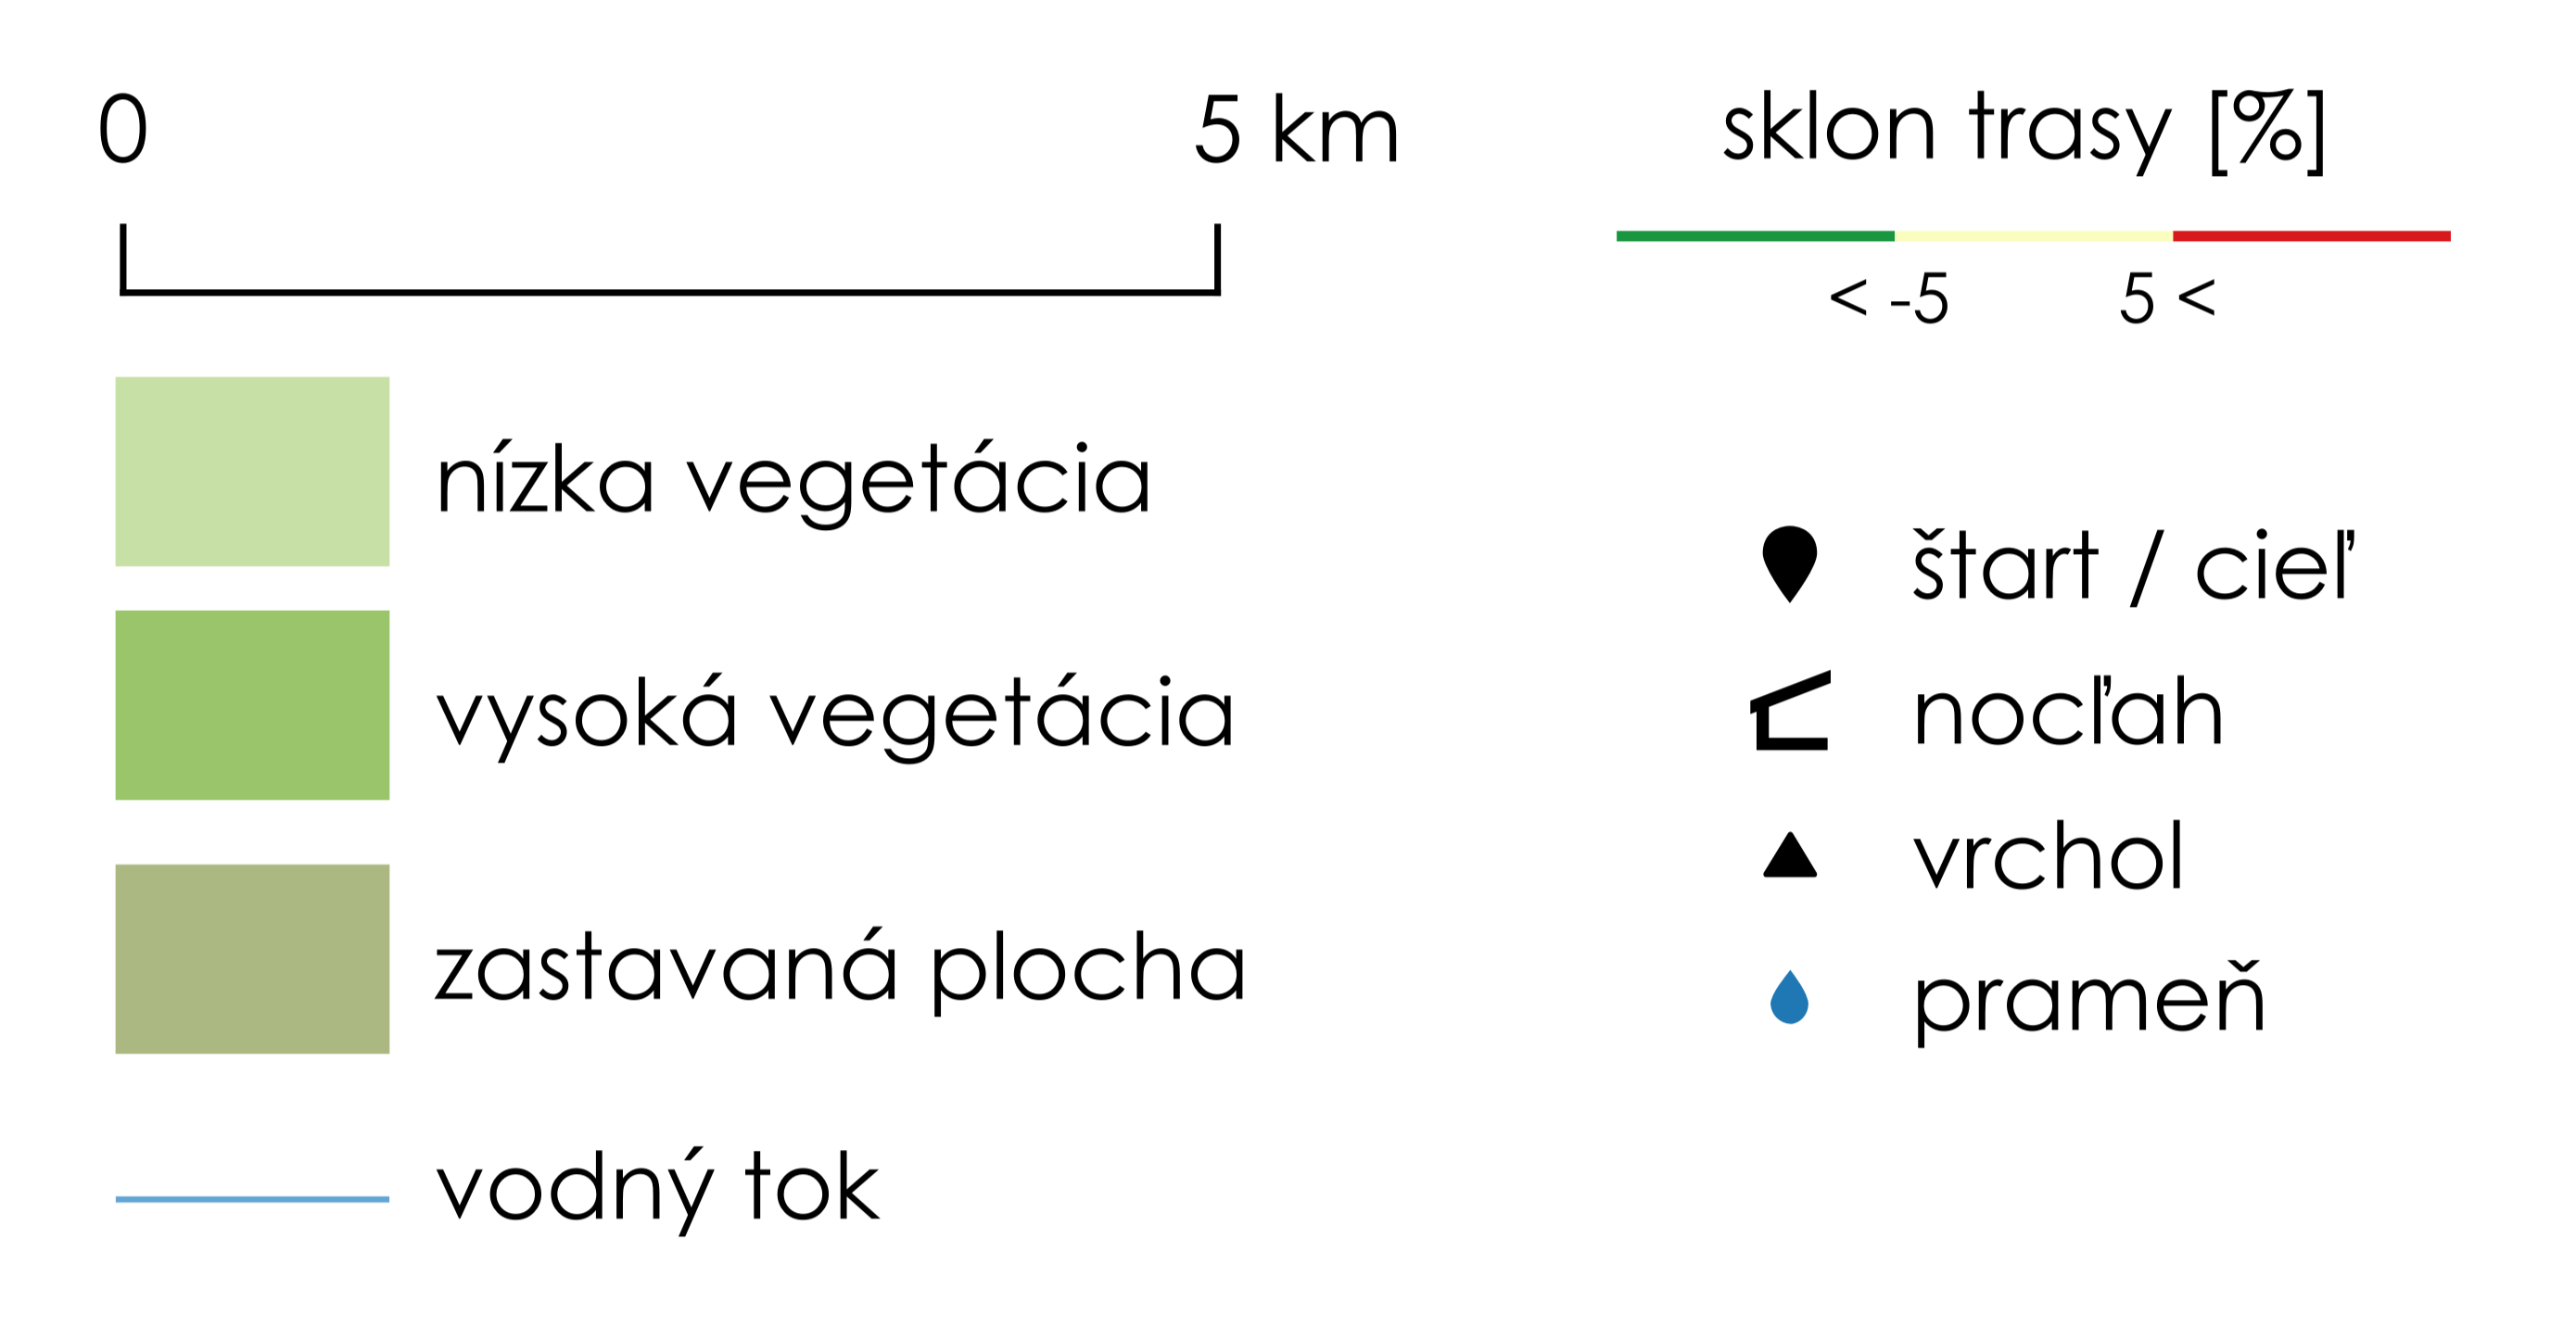 0 5 km
nízka vegetácia
vysoká vegetácia
zastavaná plocha
vodný tok
sklon trasy [%]
< -5 5 <
štart / cieľ
nocľah
vrchol
prameň